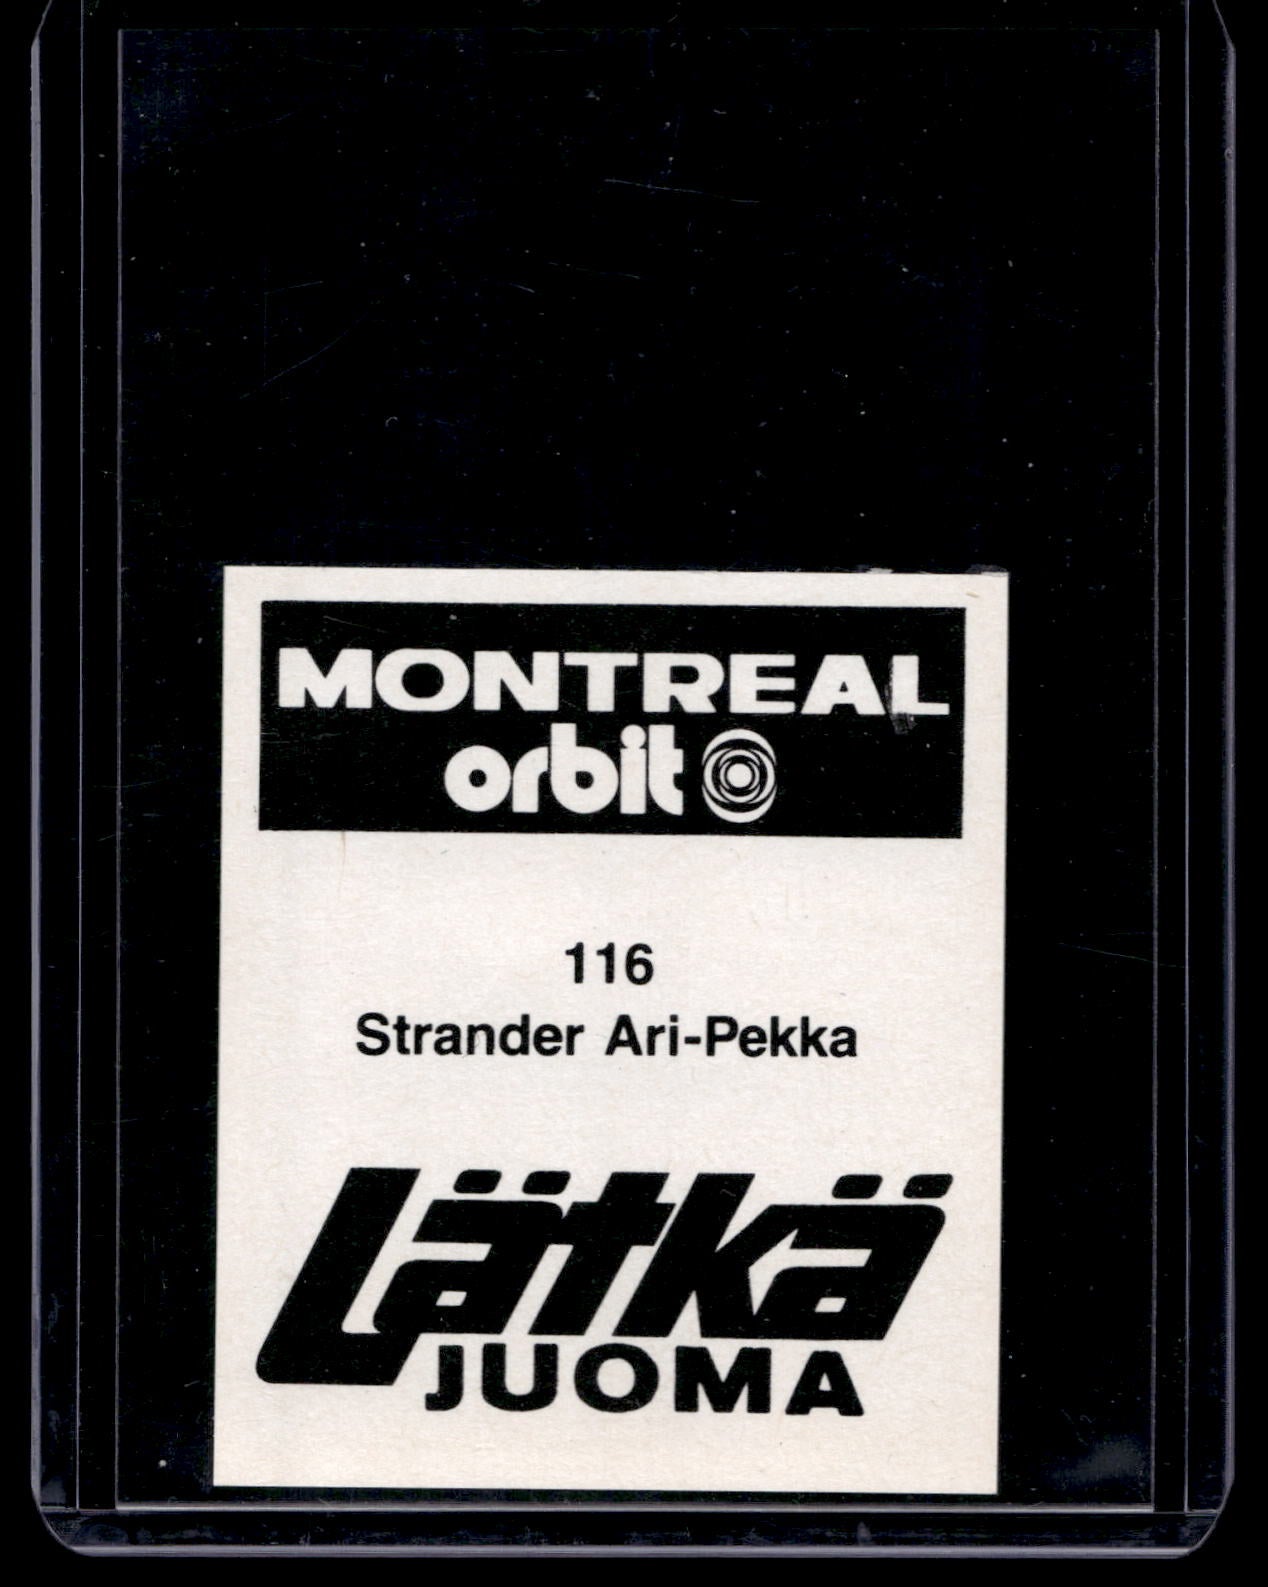 MONTREAL
orbit
116
Strander Ari-Pekka
Lätkä
JUOMA